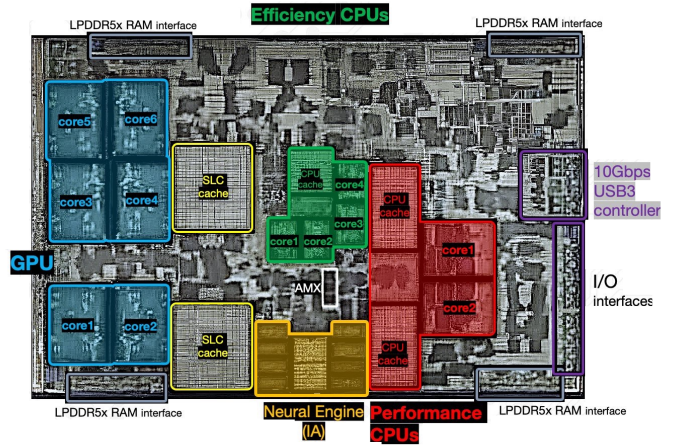 Efficiency CPUs
LPDDR5x RAM interface
LPDDR5x RAM interface
core5
core6
core3
core4
SLC
cache
CPU
cache
core4
core3
core1
core2
CPU
cache
core1
core2
CPU
cache
10Gbps
USB3
controller
GPU
AMX
I/O
interfaces
core1
core2
SLC
cache
LPDDR5x RAM interface
Neural Engine
(IA)
Performance
CPUs
LPDDR5x RAM interface